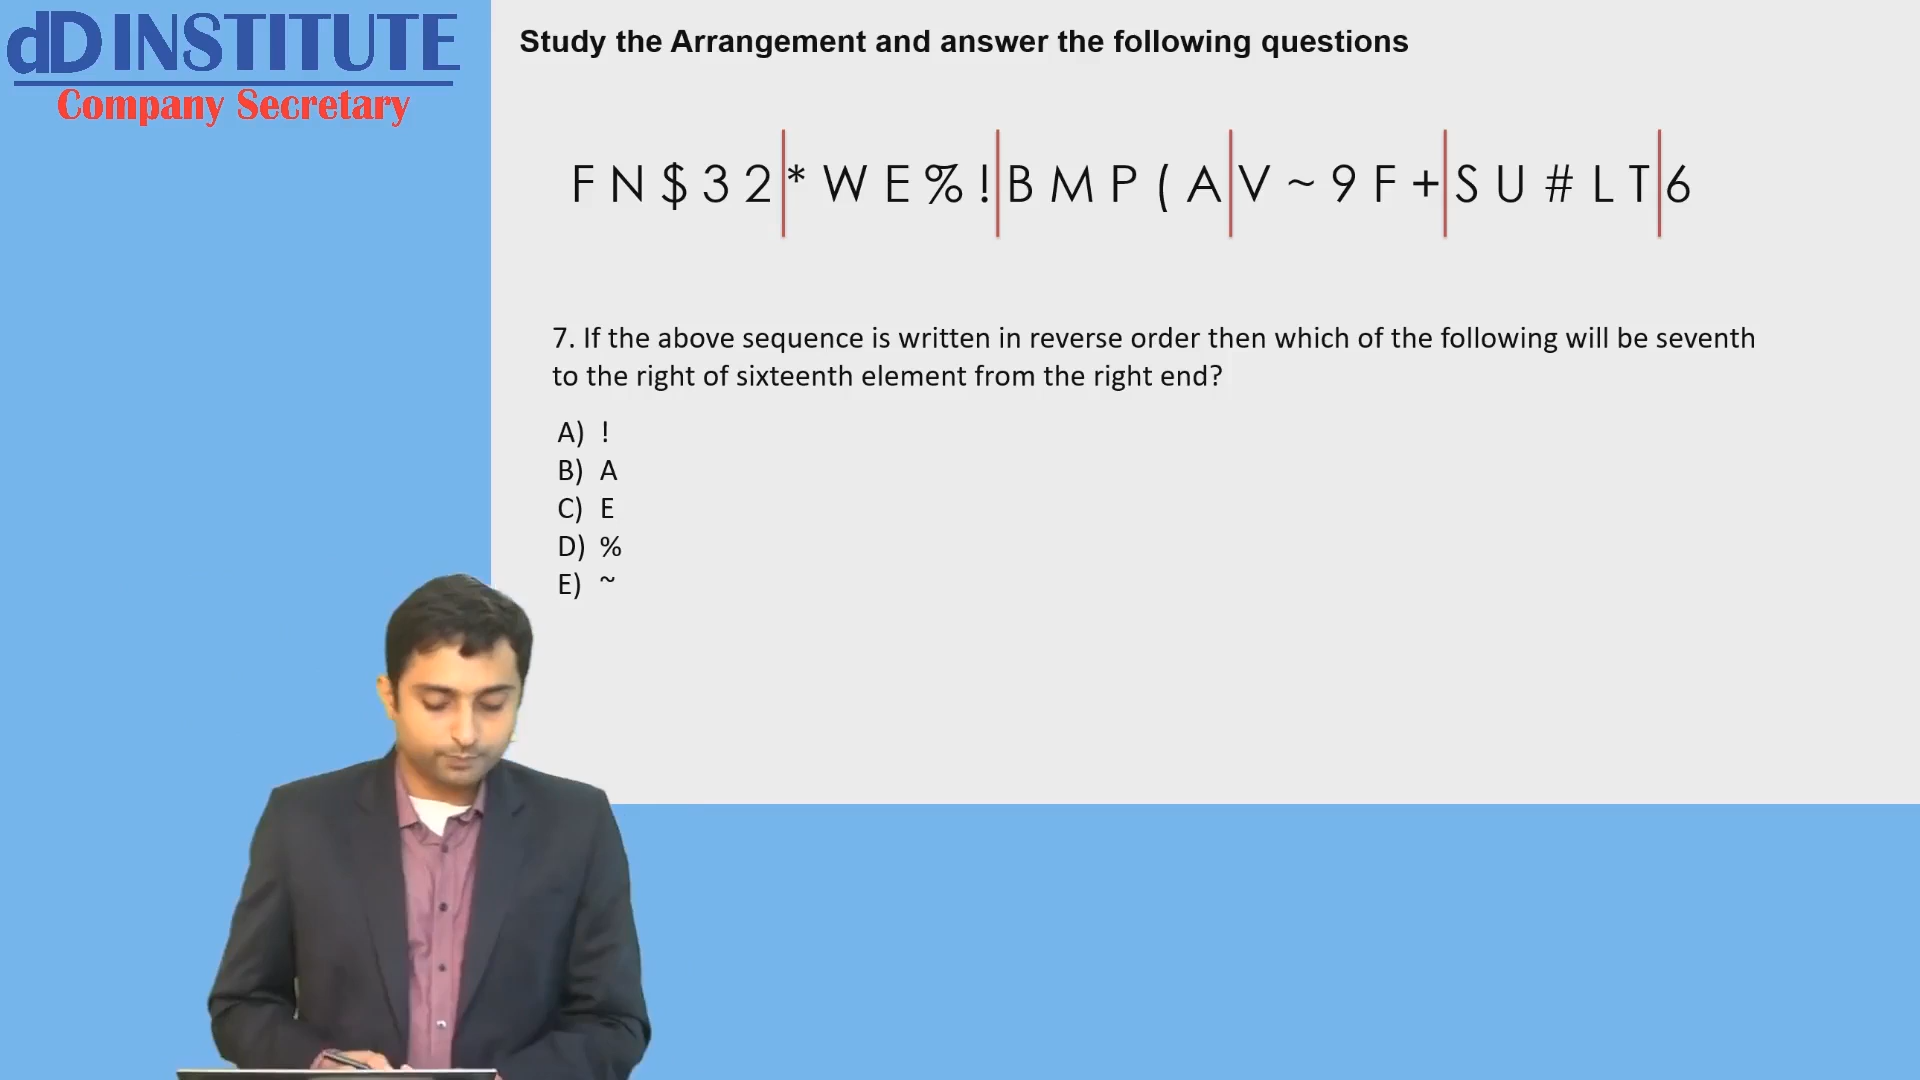 dD INSTITUTE
Company Secretary
Study the Arrangement and answer the following questions
F N $ 3 2 * W E % ! B M P ( A V ~ 9 F + S U # L T 6
7. If the above sequence is written in reverse order then which of the following will be seventh
to the right of sixteenth element from the right end?
A) !
B) A
C) E
D) %
E) ~